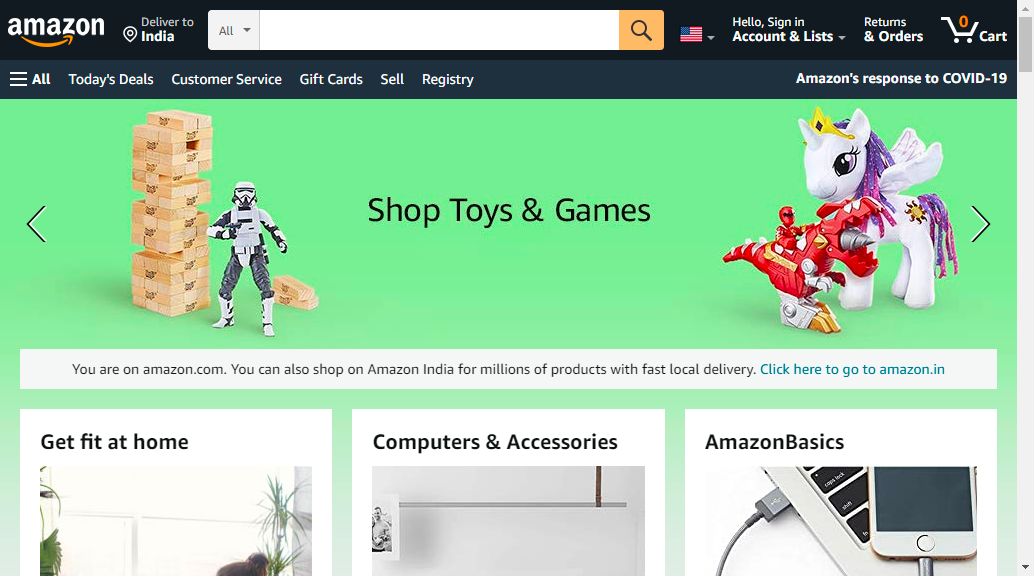 amazon
Deliver to
India
All
Hello, Sign in
Account & Lists
Returns
& Orders
0
Cart
All
Today's Deals
Customer Service
Gift Cards
Sell
Registry
Amazon's response to COVID-19
Shop Toys & Games
You are on amazon.com. You can also shop on Amazon India for millions of products with fast local delivery. Click here to go to amazon.in
Get fit at home
Computers & Accessories
AmazonBasics
caps lock
shift